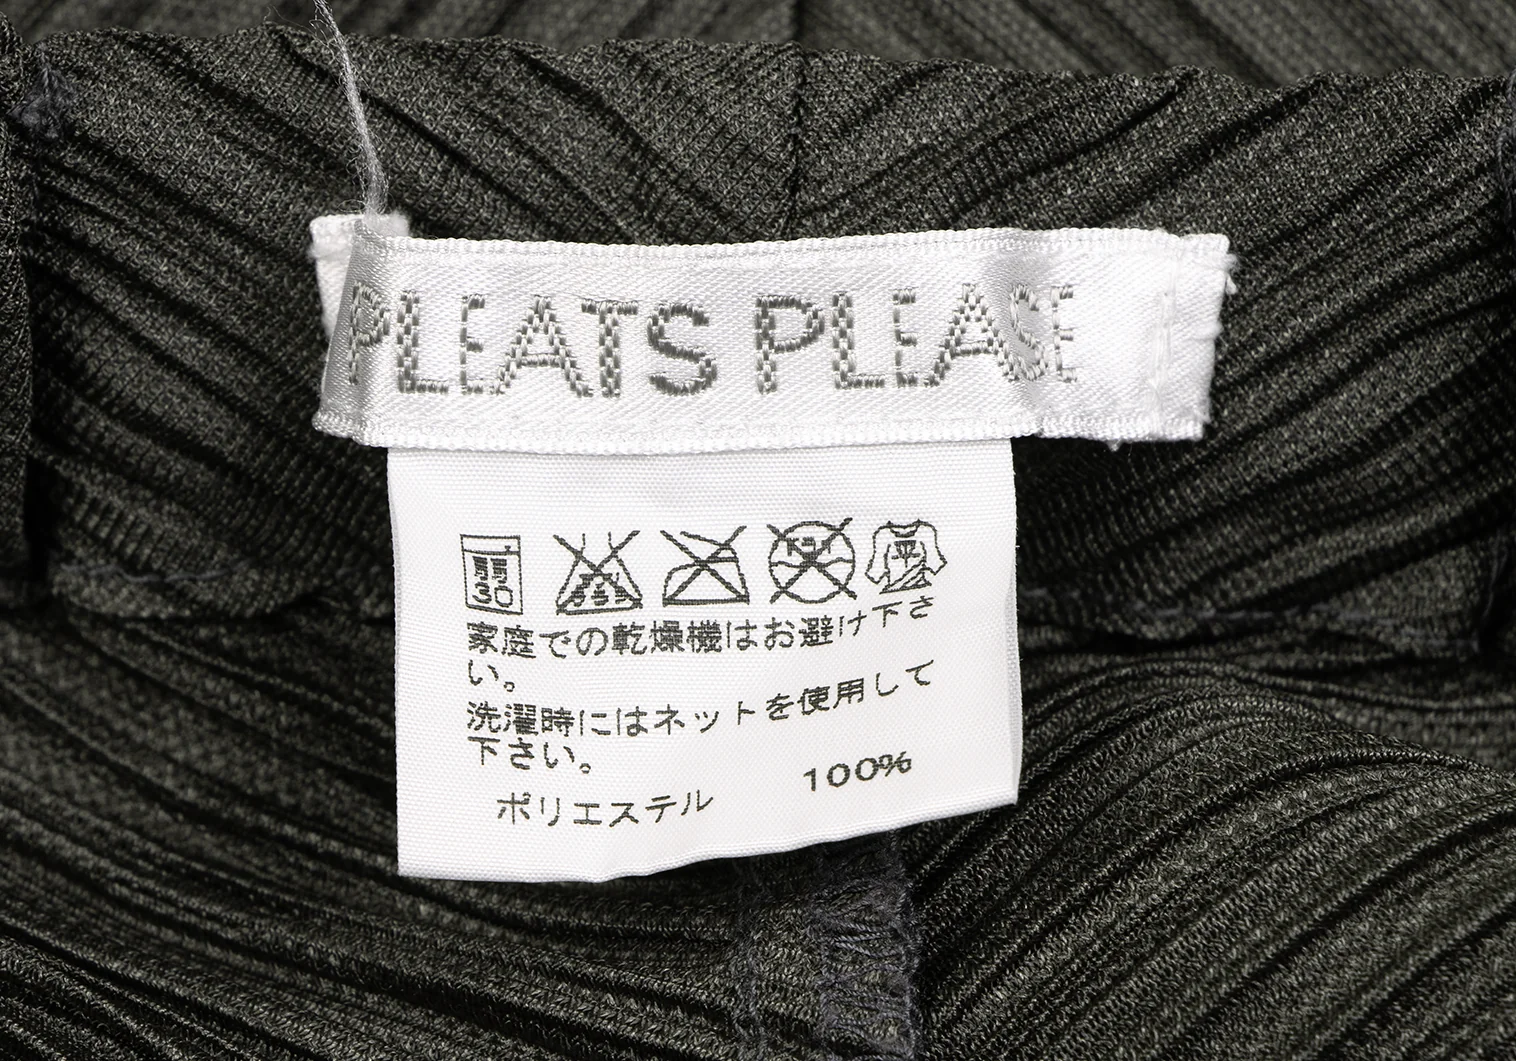 PLEATS PLEASE
弱
30
平
家庭での乾燥機はお避け下さ
い。
洗濯時にはネットを使用して
下さい。
ポリエステル 100%